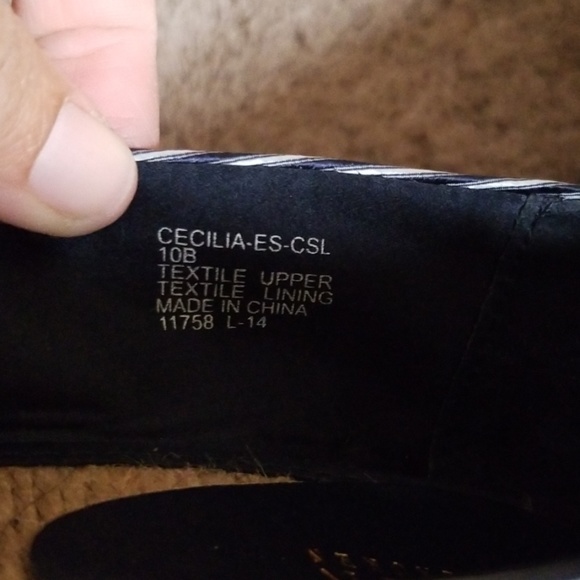 CECILIA-ES-CSL
10B
TEXTILE UPPER
TEXTILE LINING
MADE IN CHINA
11758 L-14